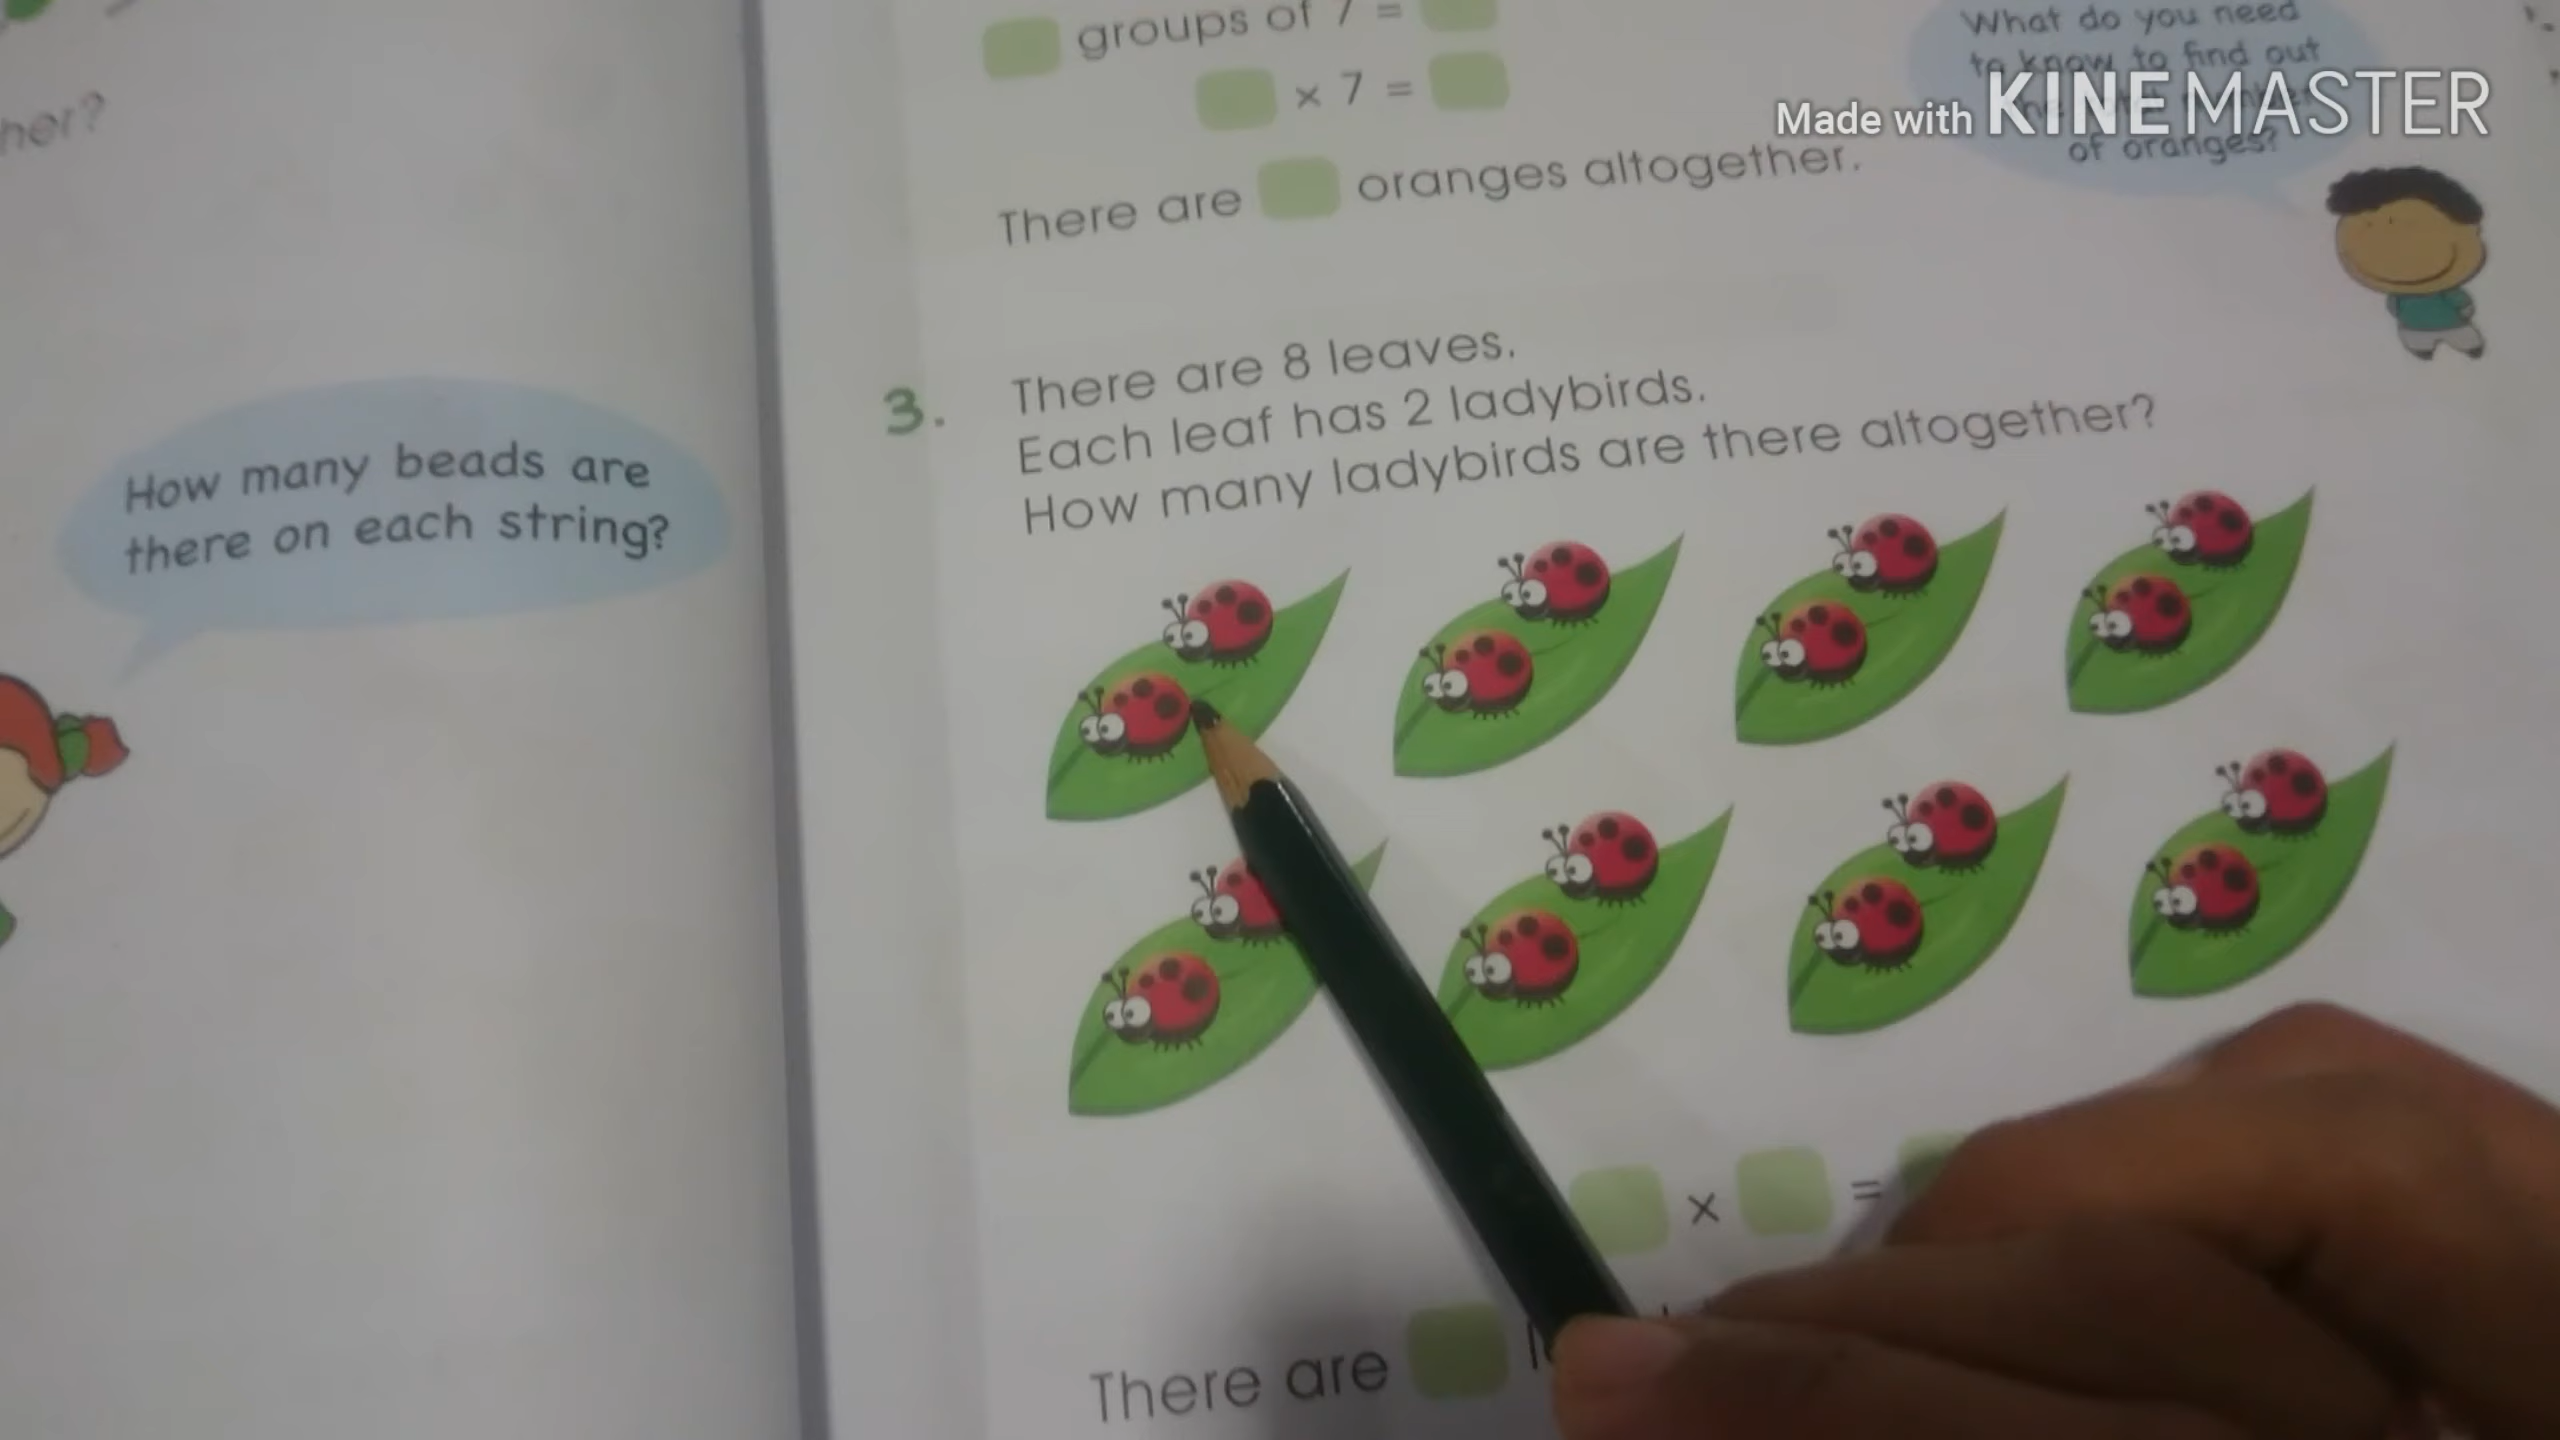 her?
How many beads are
there on each string?
groups of 7 =
× 7 =
There are oranges altogether.
What do you need
to know to find out
of oranges?
Made with KINEMASTER
3. There are 8 leaves.
Each leaf has 2 ladybirds.
How many ladybirds are there altogether?
× =
There are